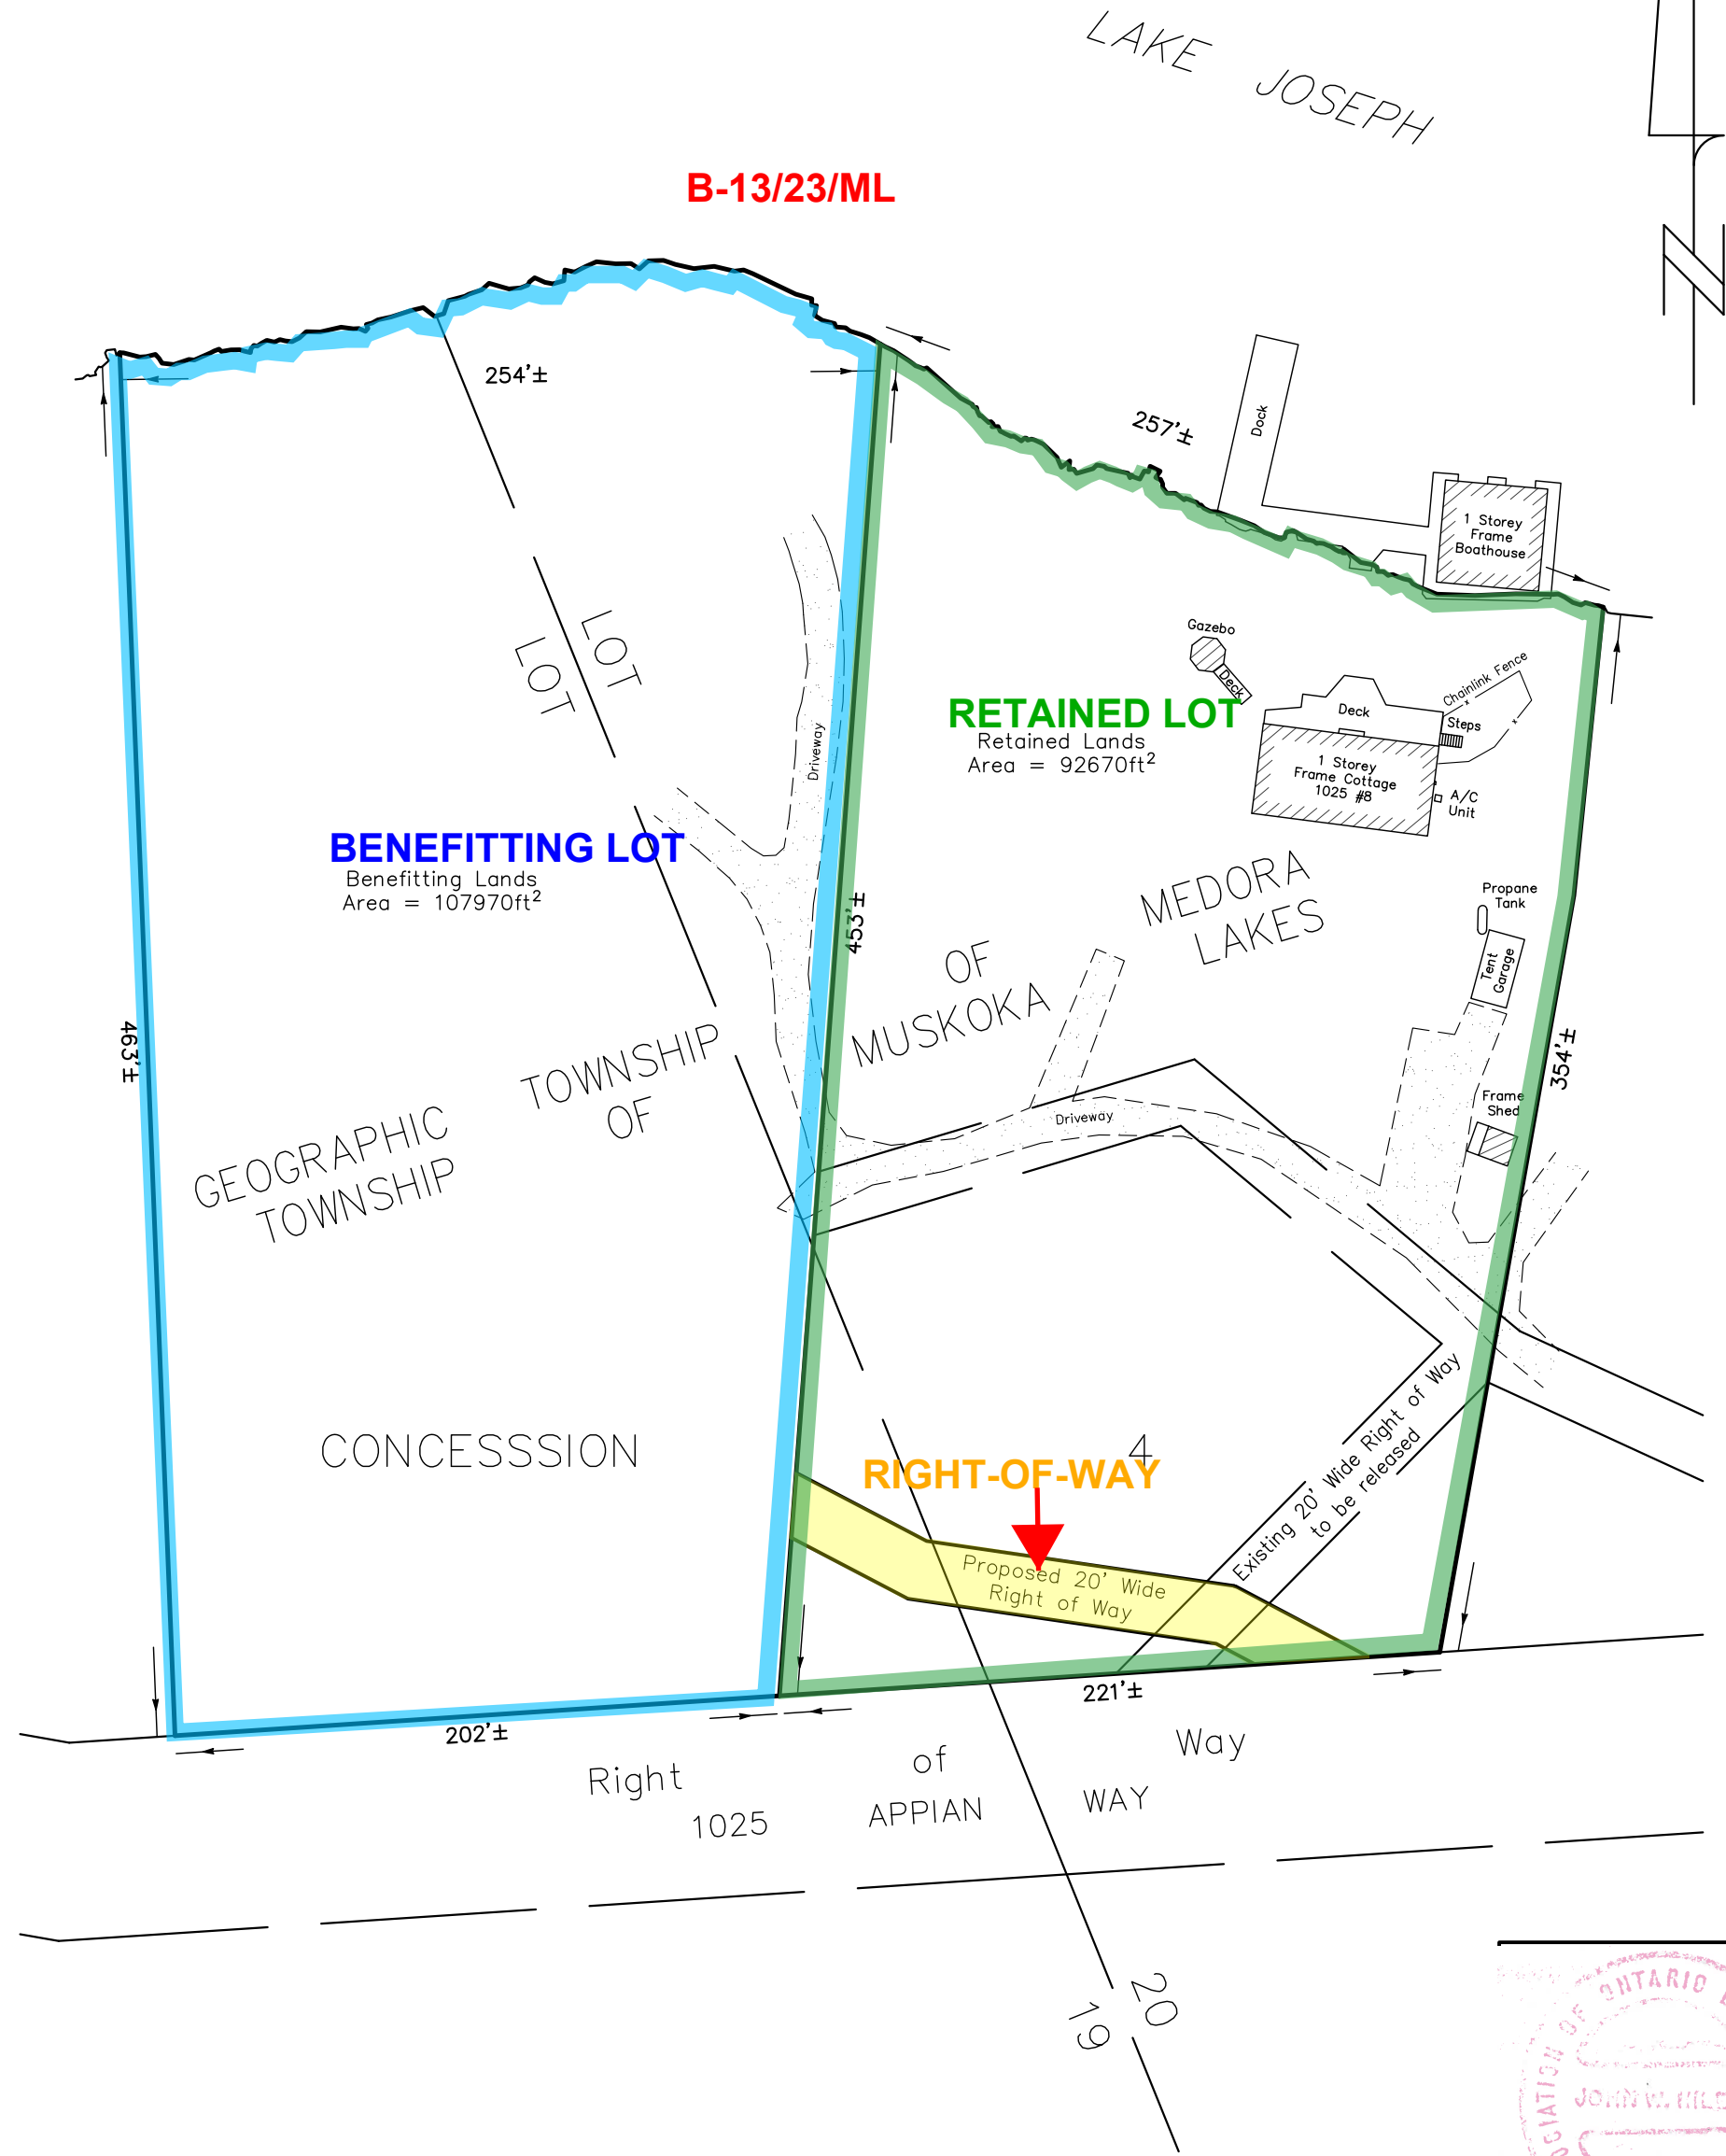 LAKE JOSEPH
N
B-13/23/ML
254'±
257'±
Dock
1 Storey
Frame
Boathouse
Gazebo
Deck
Chainlink Fence
Steps
Deck
RETAINED LOT
Retained Lands
Area = 92670ft²
1 Storey
Frame Cottage
1025 #8
A/C
Unit
LOT
LOT
Driveway
BENEFITTING LOT
Benefitting Lands
Area = 107970ft²
453'±
463'±
354'±
Propane
Tank
Tent
Garage
Frame
Shed
Driveway
GEOGRAPHIC TOWNSHIP OF MEDORA
TOWNSHIP OF MUSKOKA LAKES
CONCESSSION 4
RIGHT-OF-WAY
Existing 20' Wide Right of Way
to be released
Proposed 20' Wide
Right of Way
202'±
221'±
Right of Way
1025 APPIAN WAY
20
19
ONTARIO
OF
JOHN W.